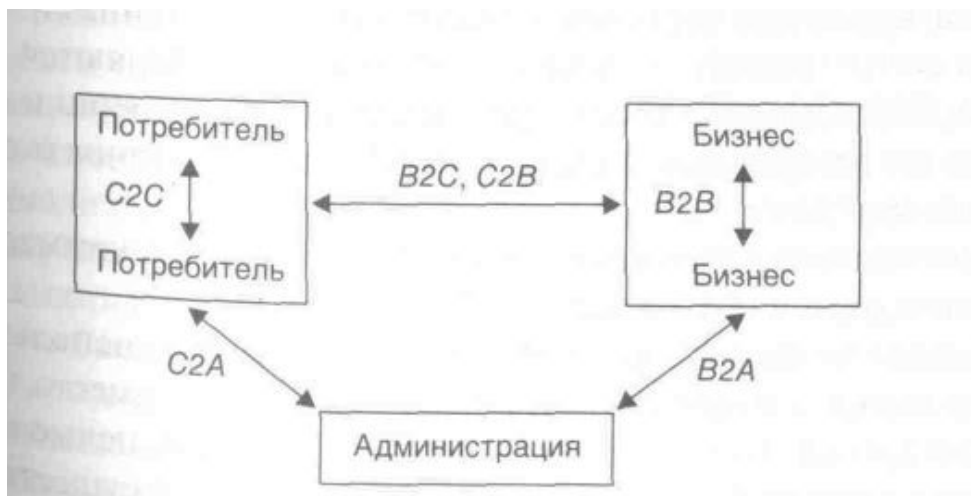 Потребитель
C2C
Потребитель
B2C, C2B
Бизнес
B2B
Бизнес
C2A
B2A
Администрация